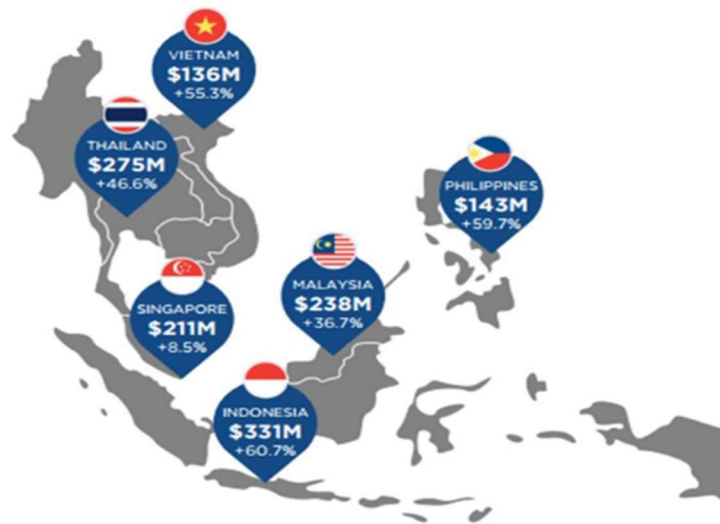 VIETNAM
$136M
+55.3%
THAILAND
$275M
+46.6%
PHILIPPINES
$143M
+59.7%
MALAYSIA
$238M
+36.7%
SINGAPORE
$211M
+8.5%
INDONESIA
$331M
+60.7%